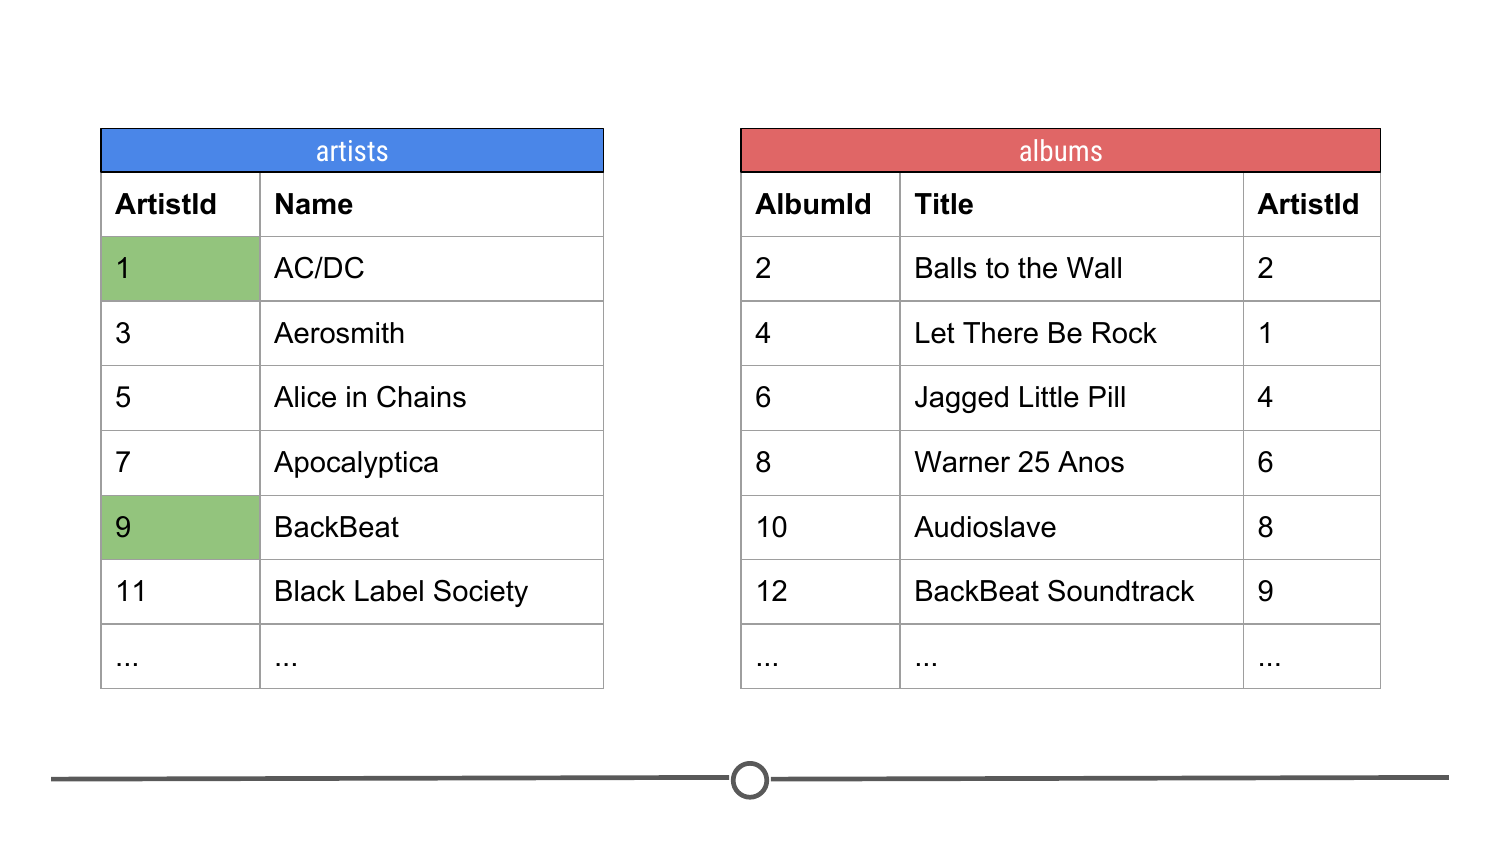 artists
ArtistId Name
1 AC/DC
3 Aerosmith
5 Alice in Chains
7 Apocalyptica
9 BackBeat
11 Black Label Society
... ...
albums
AlbumId Title ArtistId
2 Balls to the Wall 2
4 Let There Be Rock 1
6 Jagged Little Pill 4
8 Warner 25 Anos 6
10 Audioslave 8
12 BackBeat Soundtrack 9
... ... ...